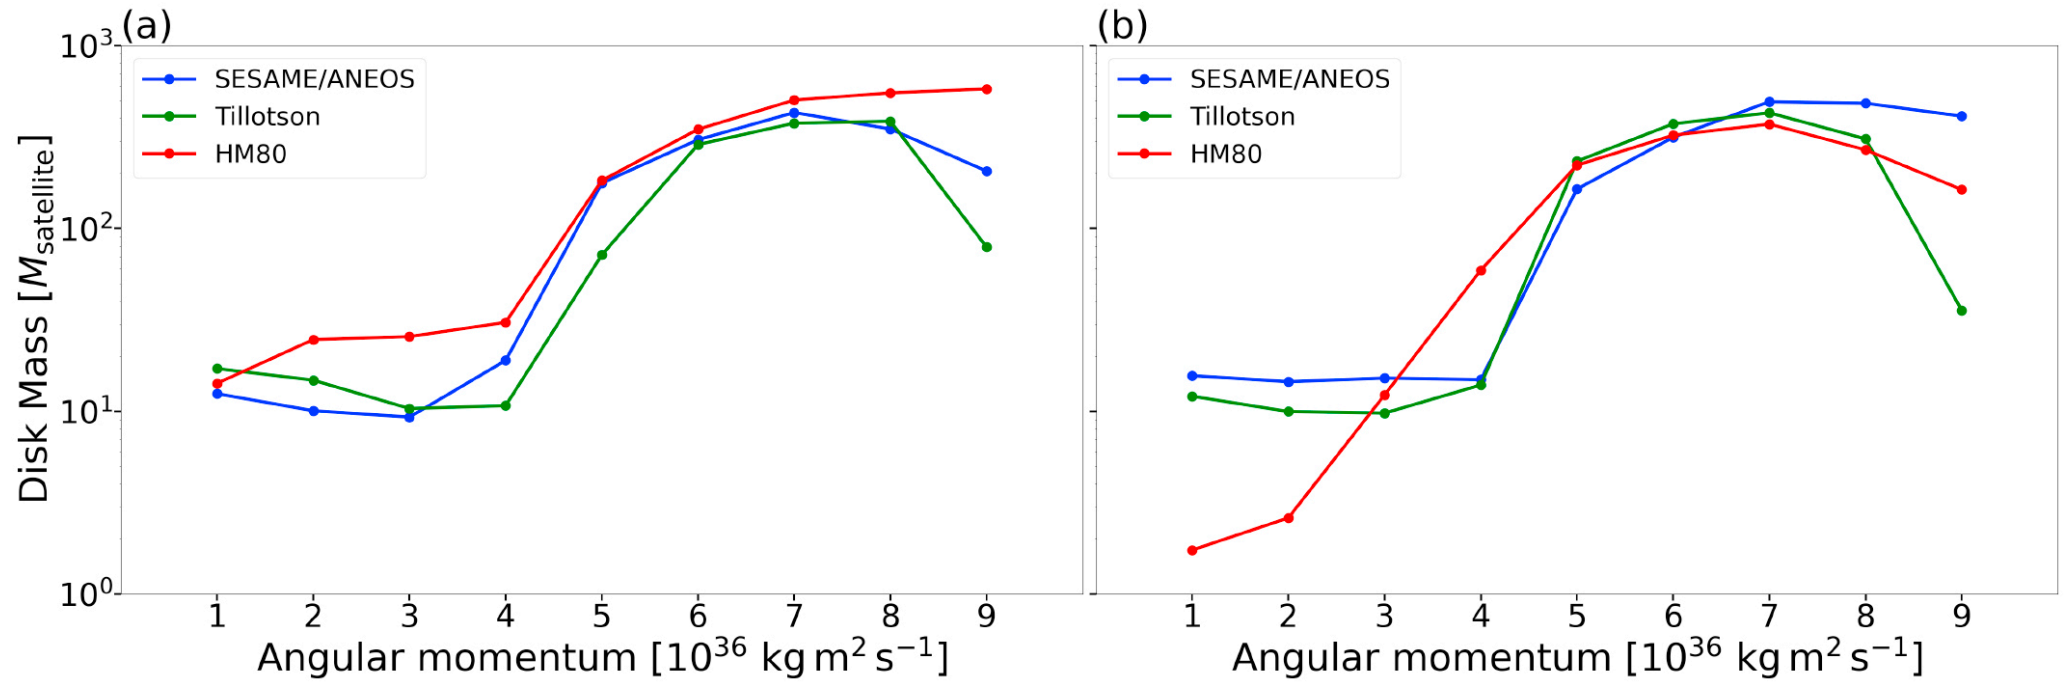 (a)
10³
10²
10¹
10⁰
Disk Mass [M_satellite]
SESAME/ANEOS
Tillotson
HM80
1 2 3 4 5 6 7 8 9
Angular momentum [10³⁶ kg m² s⁻¹]
(b)
SESAME/ANEOS
Tillotson
HM80
1 2 3 4 5 6 7 8 9
Angular momentum [10³⁶ kg m² s⁻¹]